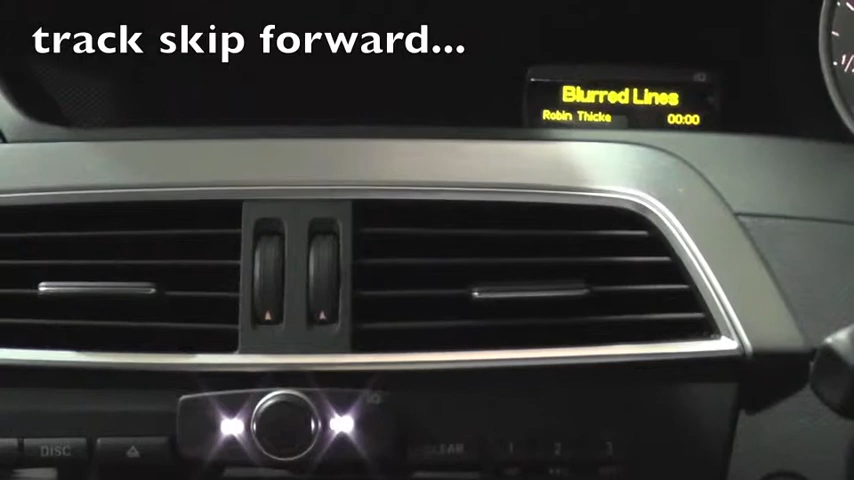 track skip forward...
Blurred Lines
Robin Thicke
00:00
DISC
CLEAR
1
2
3